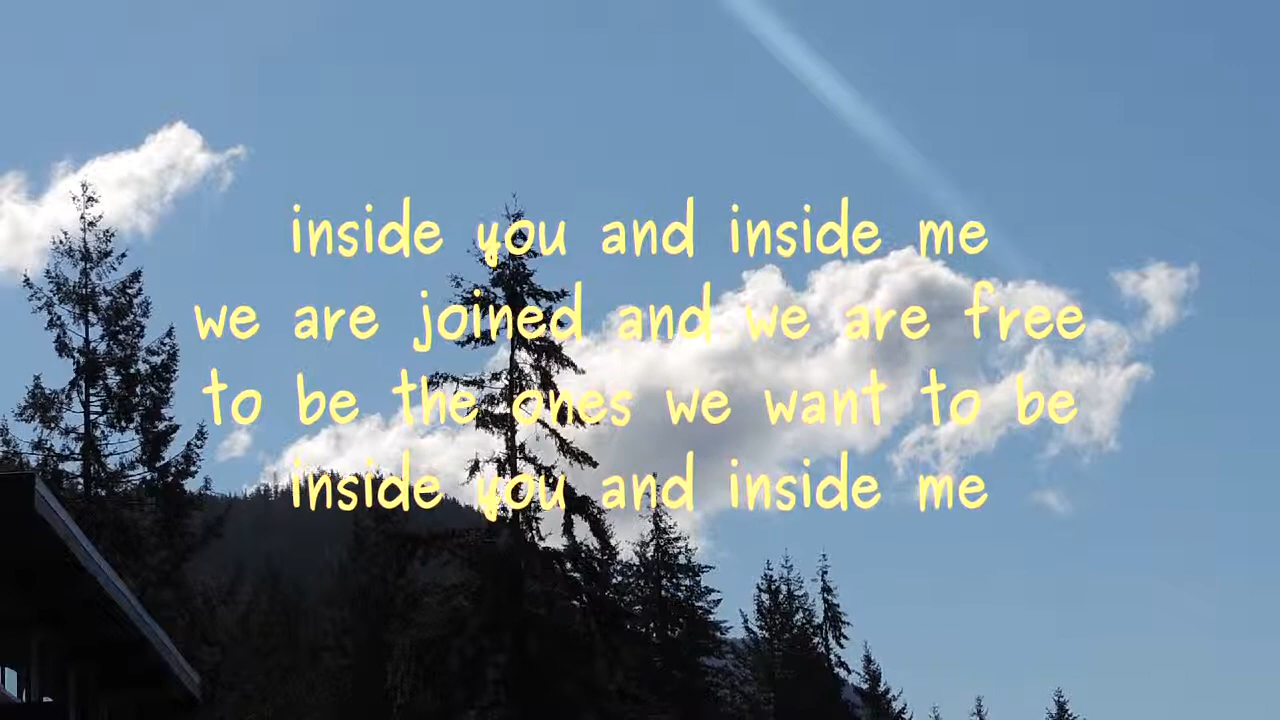 inside you and inside me
we are joined and we are free
to be the ones we want to be
inside you and inside me